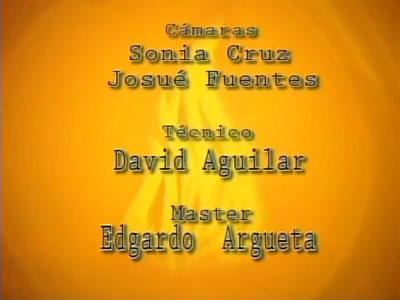 Cámaras
Sonia Cruz
Josué Fuentes
Técnico
David Aguilar
Master
Edgardo Argueta